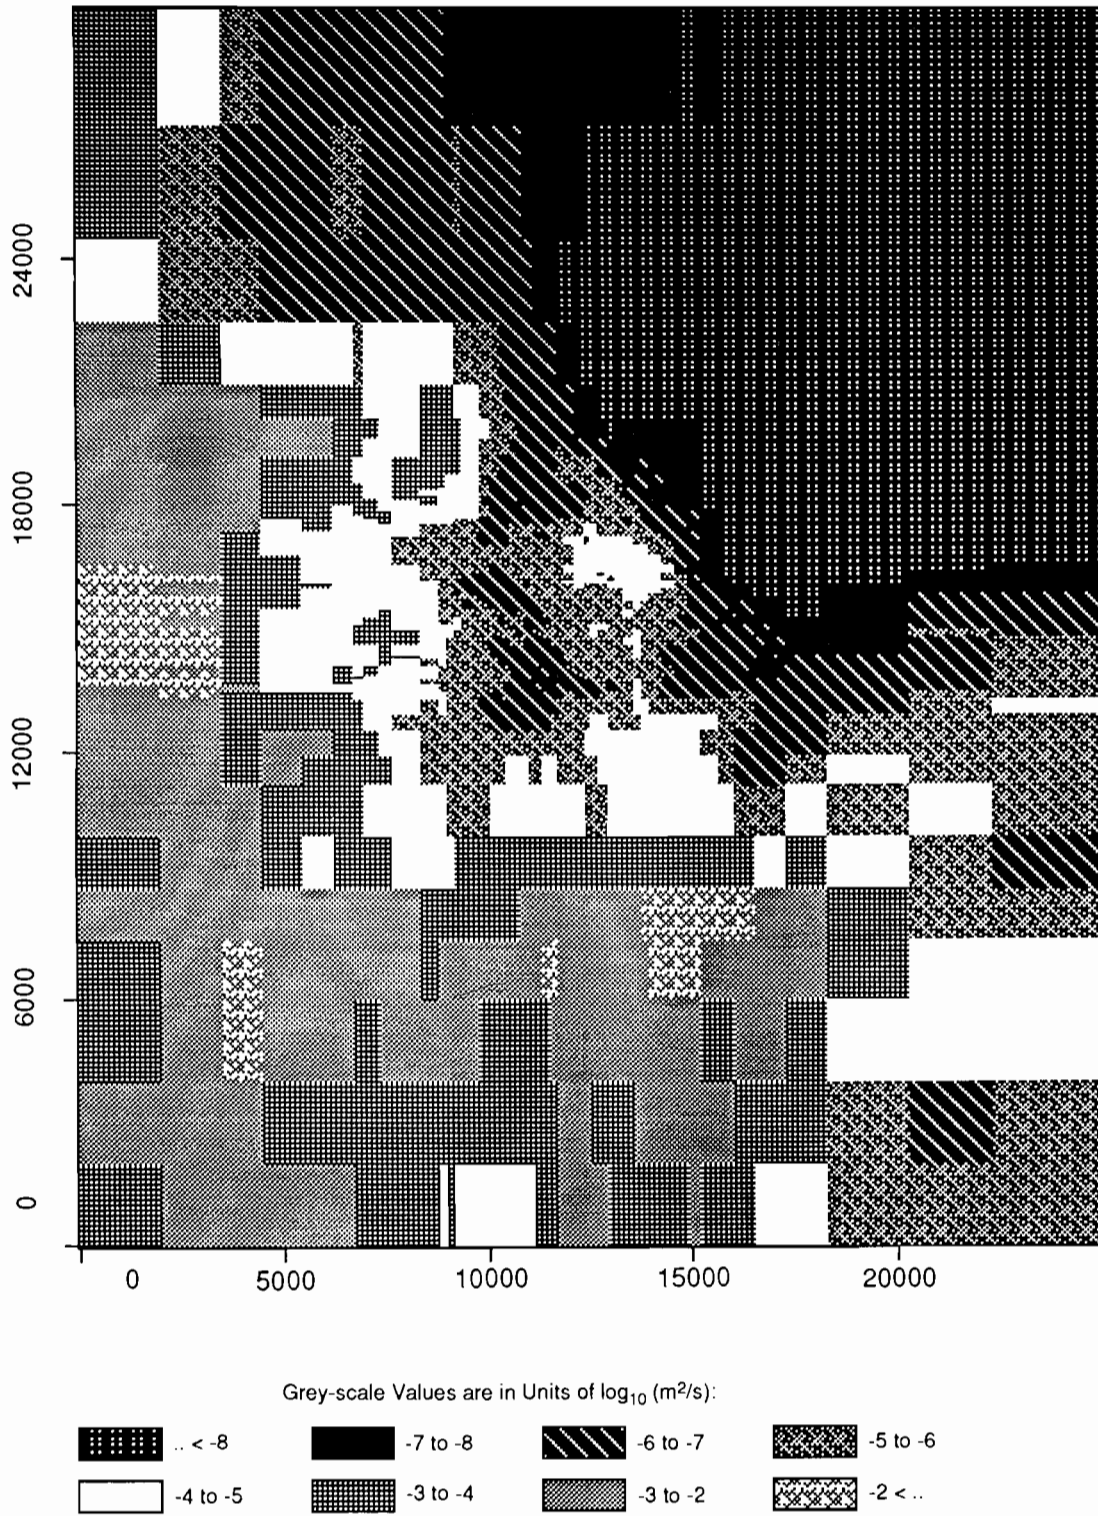 24000
18000
12000
6000
0
0 5000 10000 15000 20000
Grey-scale Values are in Units of log10 (m2/s):
.. < -8 -7 to -8 -6 to -7 -5 to -6
-4 to -5 -3 to -4 -3 to -2 -2 < ..